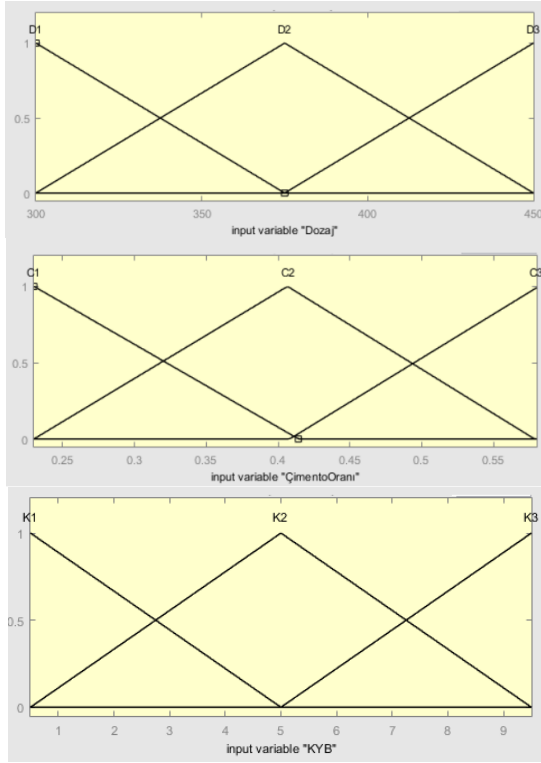 D1 D2 D3
1
0.5
0
300 350 400 450
input variable "Dozaj"
C1 C2 C3
1
0.5
0
0.25 0.3 0.35 0.4 0.45 0.5 0.55
input variable "ÇimentoOranı"
K1 K2 K3
1
0.5
0
1 2 3 4 5 6 7 8 9
input variable "KYB"